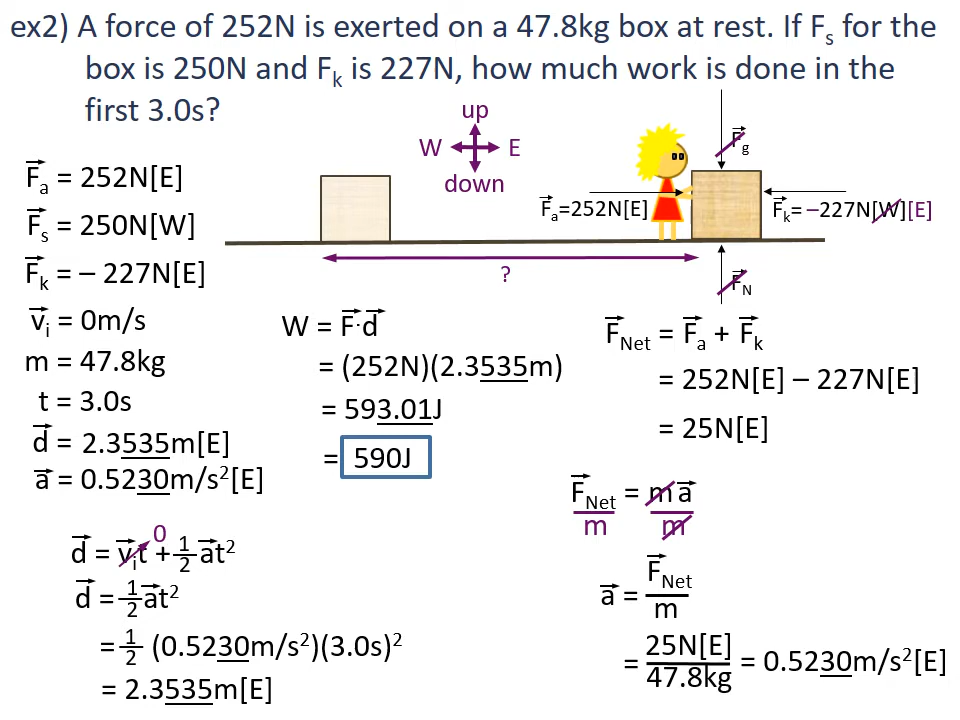 ex2) A force of 252N is exerted on a 47.8kg box at rest. If Fs for the
box is 250N and Fk is 227N, how much work is done in the
first 3.0s?
up
W E
down
Fg
Fa=252N[E]
Fk= –227N[W][E]
?
FN
Fa = 252N[E]
Fs = 250N[W]
Fk = – 227N[E]
vi = 0m/s
m = 47.8kg
t = 3.0s
d = 2.3535m[E]
a = 0.5230m/s²[E]
W = F·d
= (252N)(2.3535m)
= 593.01J
= 590J
FNet = Fa + Fk
= 252N[E] – 227N[E]
= 25N[E]
FNet = ma
m m
a = FNet
m
= 25N[E] = 0.5230m/s²[E]
47.8kg
0
d = vit + 1/2 at²
d = 1/2 at²
= 1/2 (0.5230m/s²)(3.0s)²
= 2.3535m[E]